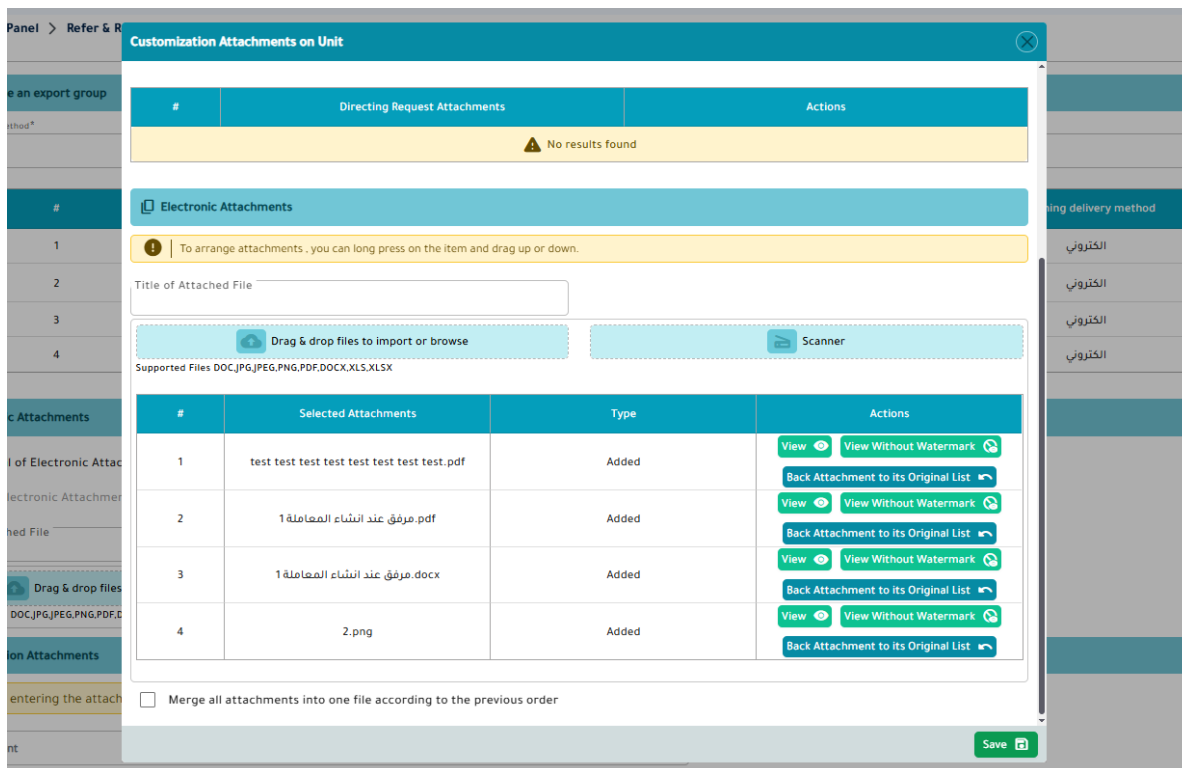 Panel > Refer & R
Customization Attachments on Unit
e an export group
ethod*
# Directing Request Attachments Actions
No results found
# ning delivery method
Electronic Attachments
1 الكتروني
To arrange attachments , you can long press on the item and drag up or down.
2 الكتروني
Title of Attached File
3 الكتروني
Drag & drop files to import or browse
Scanner
4 الكتروني
Supported Files DOC,JPG,JPEG,PNG,PDF,DOCX,XLS,XLSX
# Selected Attachments Type Actions
c Attachments
1 test test test test test test test test.pdf Added View View Without Watermark
Back Attachment to its Original List
l of Electronic Attac
lectronic Attachmer
2 مرفق عند انشاء المعاملة1.pdf Added View View Without Watermark
Back Attachment to its Original List
hed File
3 مرفق عند انشاء المعاملة1.docx Added View View Without Watermark
Back Attachment to its Original List
Drag & drop files
DOC,JPG,JPEG,PNG,PDF,D
4 2.png Added View View Without Watermark
Back Attachment to its Original List
ion Attachments
entering the attach
Merge all attachments into one file according to the previous order
nt
Save